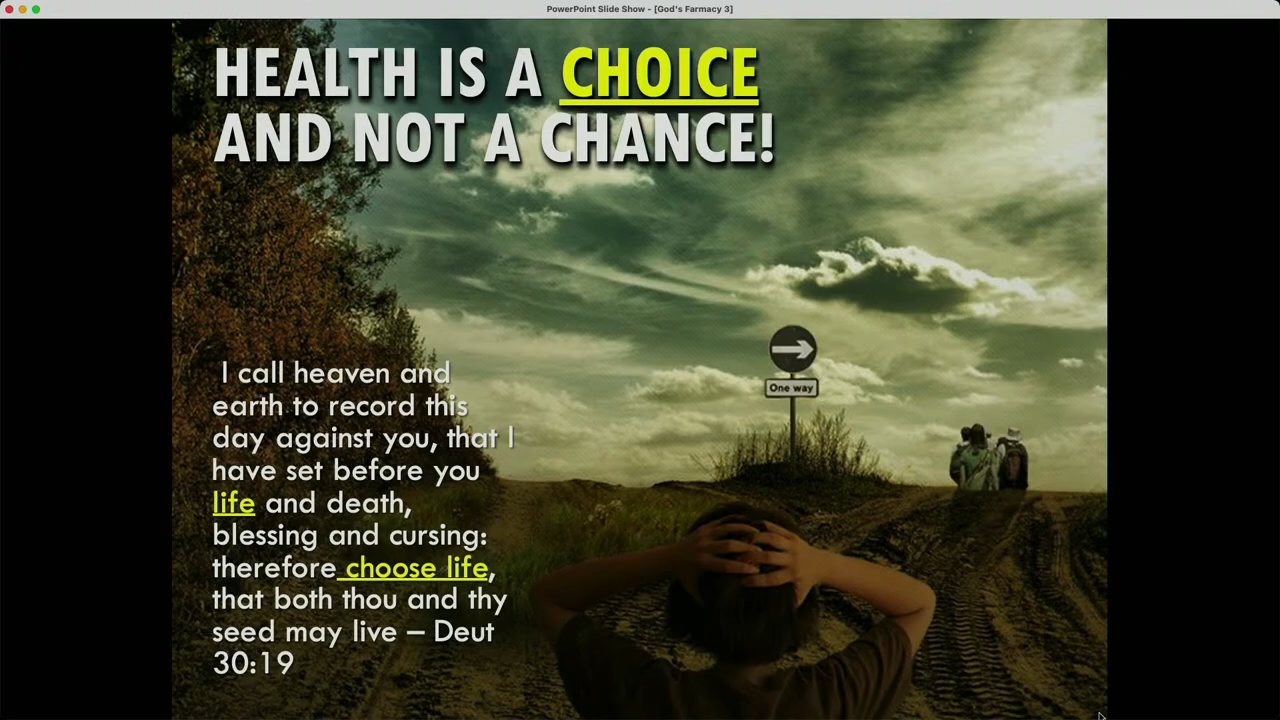 PowerPoint Slide Show - [God's Farmacy 3]
HEALTH IS A CHOICE
AND NOT A CHANCE!
I call heaven and
earth to record this
day against you, that I
have set before you
life and death,
blessing and cursing:
therefore choose life,
that both thou and thy
seed may live – Deut
30:19
One way